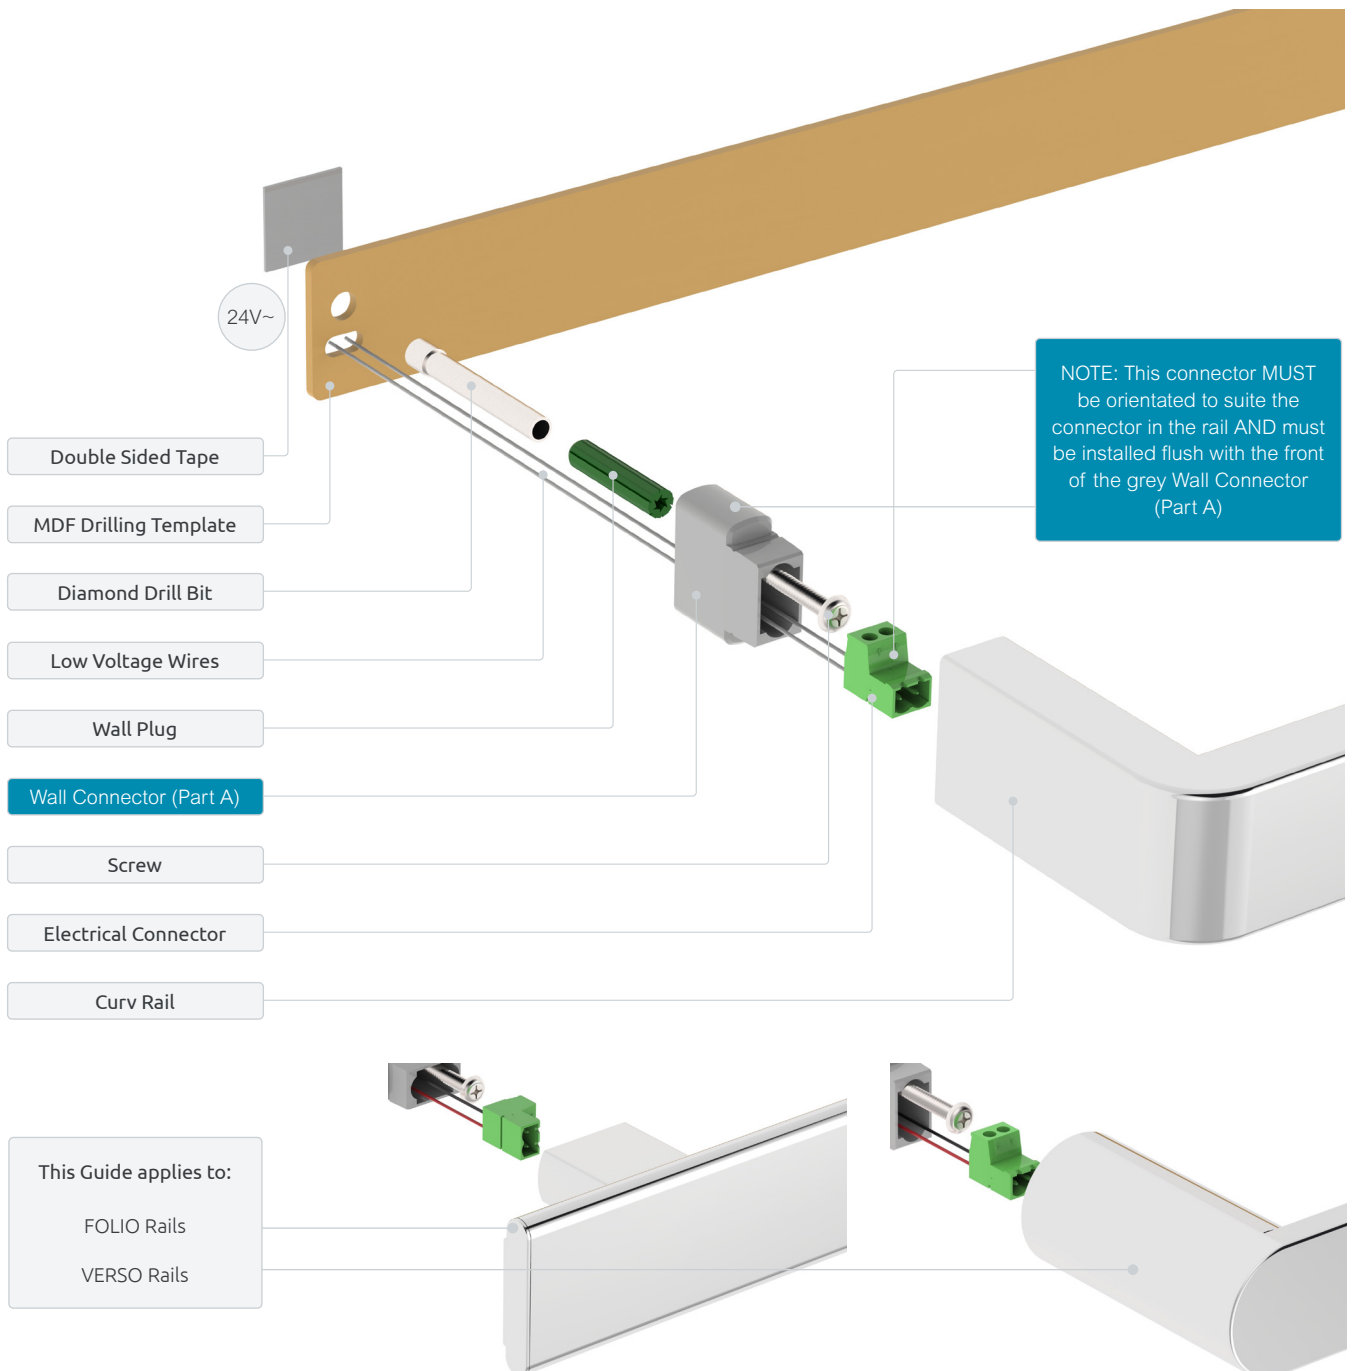 24V~
NOTE: This connector MUST
be orientated to suite the
connector in the rail AND must
be installed flush with the front
of the grey Wall Connector
(Part A)
Double Sided Tape
MDF Drilling Template
Diamond Drill Bit
Low Voltage Wires
Wall Plug
Wall Connector (Part A)
Screw
Electrical Connector
Curv Rail
This Guide applies to:
FOLIO Rails
VERSO Rails